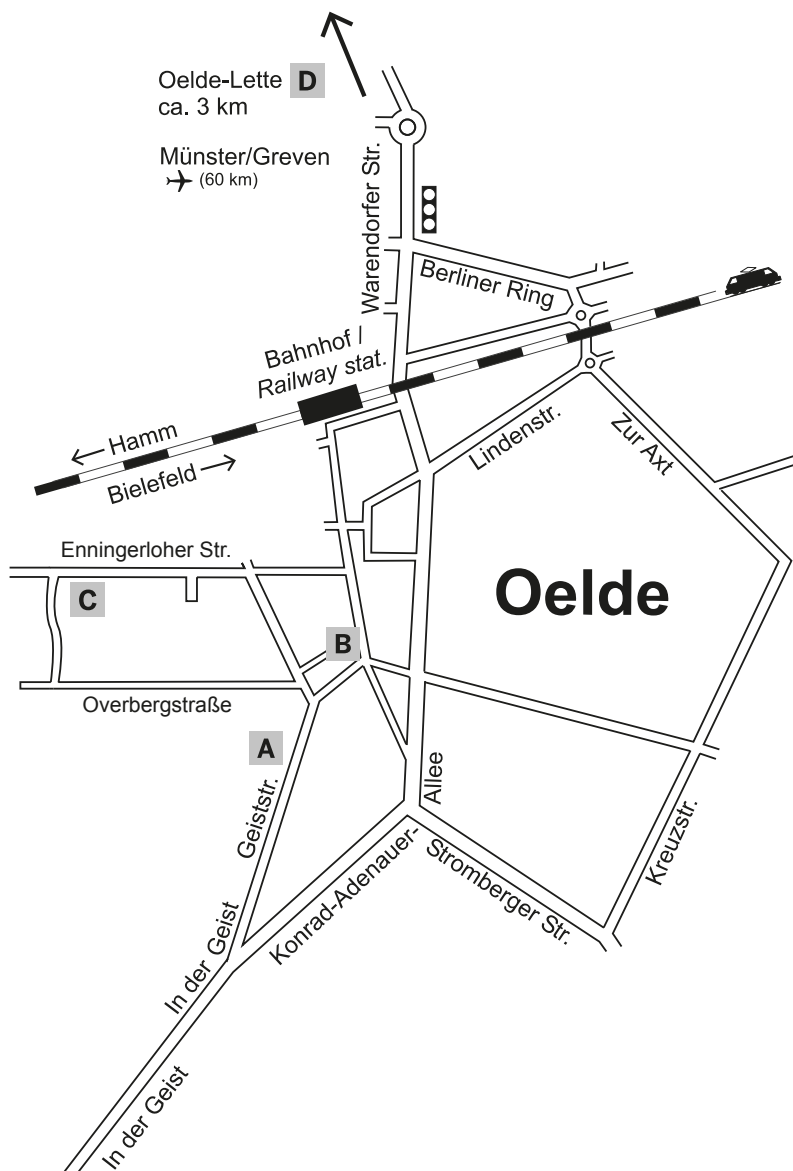 Oelde-Lette D
ca. 3 km
Münster/Greven
(60 km)
Warendorfer Str.
Berliner Ring
Bahnhof /
Railway stat.
Hamm
Bielefeld
Lindenstr.
Zur Axt
Enningerloher Str.
C
Oelde
B
Overbergstraße
A
Geiststr.
Allee
Konrad-Adenauer-
Stromberger Str.
Kreuzstr.
In der Geist
In der Geist